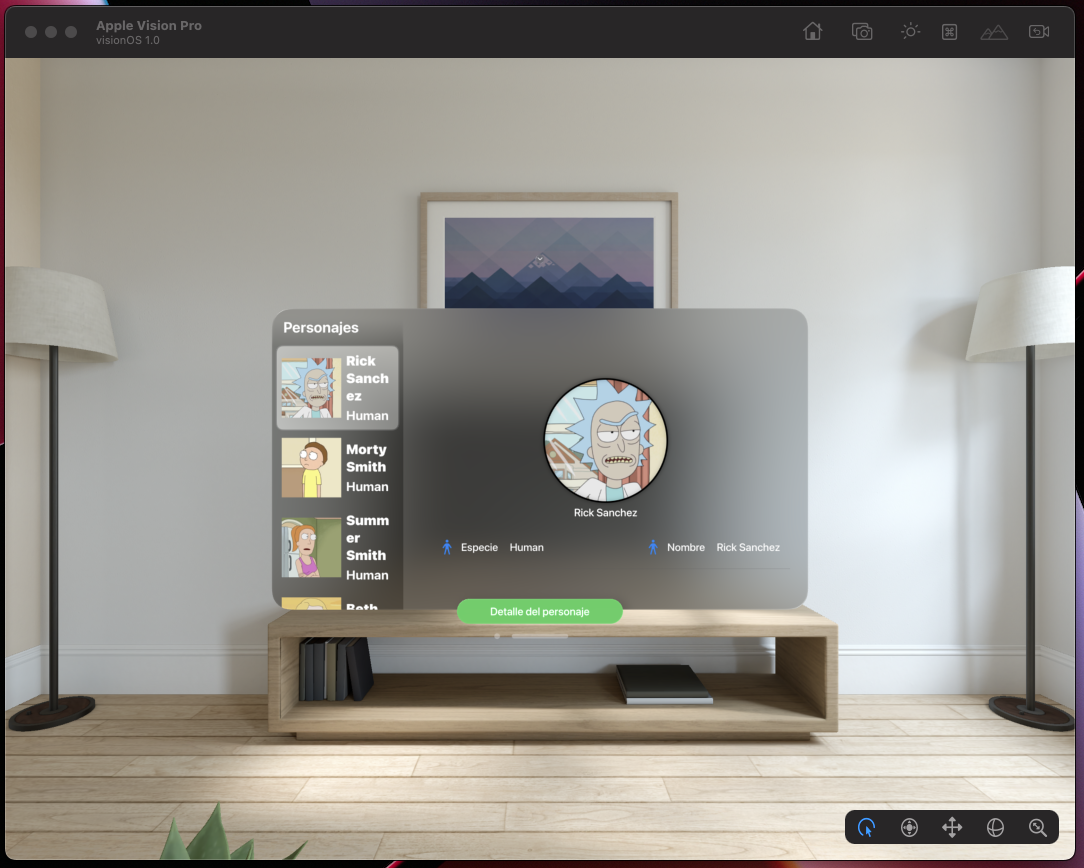 Apple Vision Pro
visionOS 1.0
Personajes
Rick
Sanch
ez
Human
Morty
Smith
Human
Summ
er
Smith
Human
Beth
Rick Sanchez
Especie Human
Nombre Rick Sanchez
Detalle del personaje